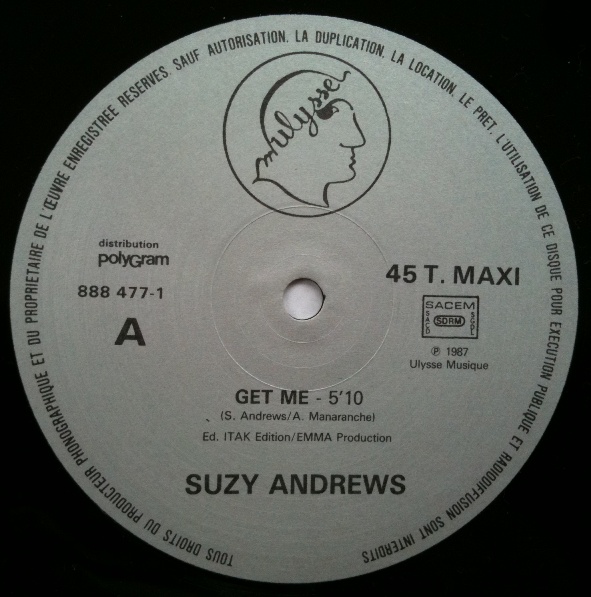 TOUS DROITS DU PRODUCTEUR PHONOGRAPHIQUE ET DU PROPRIETAIRE DE L'ŒUVRE ENREGISTREE RESERVES. SAUF AUTORISATION, LA DUPLICATION, LA LOCATION, LE PRET, L'UTILISATION DE CE DISQUE POUR EXECUTION PUBLIQUE ET RADIODIFFUSION SONT INTERDITS
m. ulysse
distribution
polyGram
888 477-1
A
45 T. MAXI
SACEM
SACD SDRM SGDL
℗ 1987
Ulysse Musique
GET ME - 5'10
(S. Andrews/A. Manaranche)
Ed. ITAK Edition/EMMA Production
SUZY ANDREWS